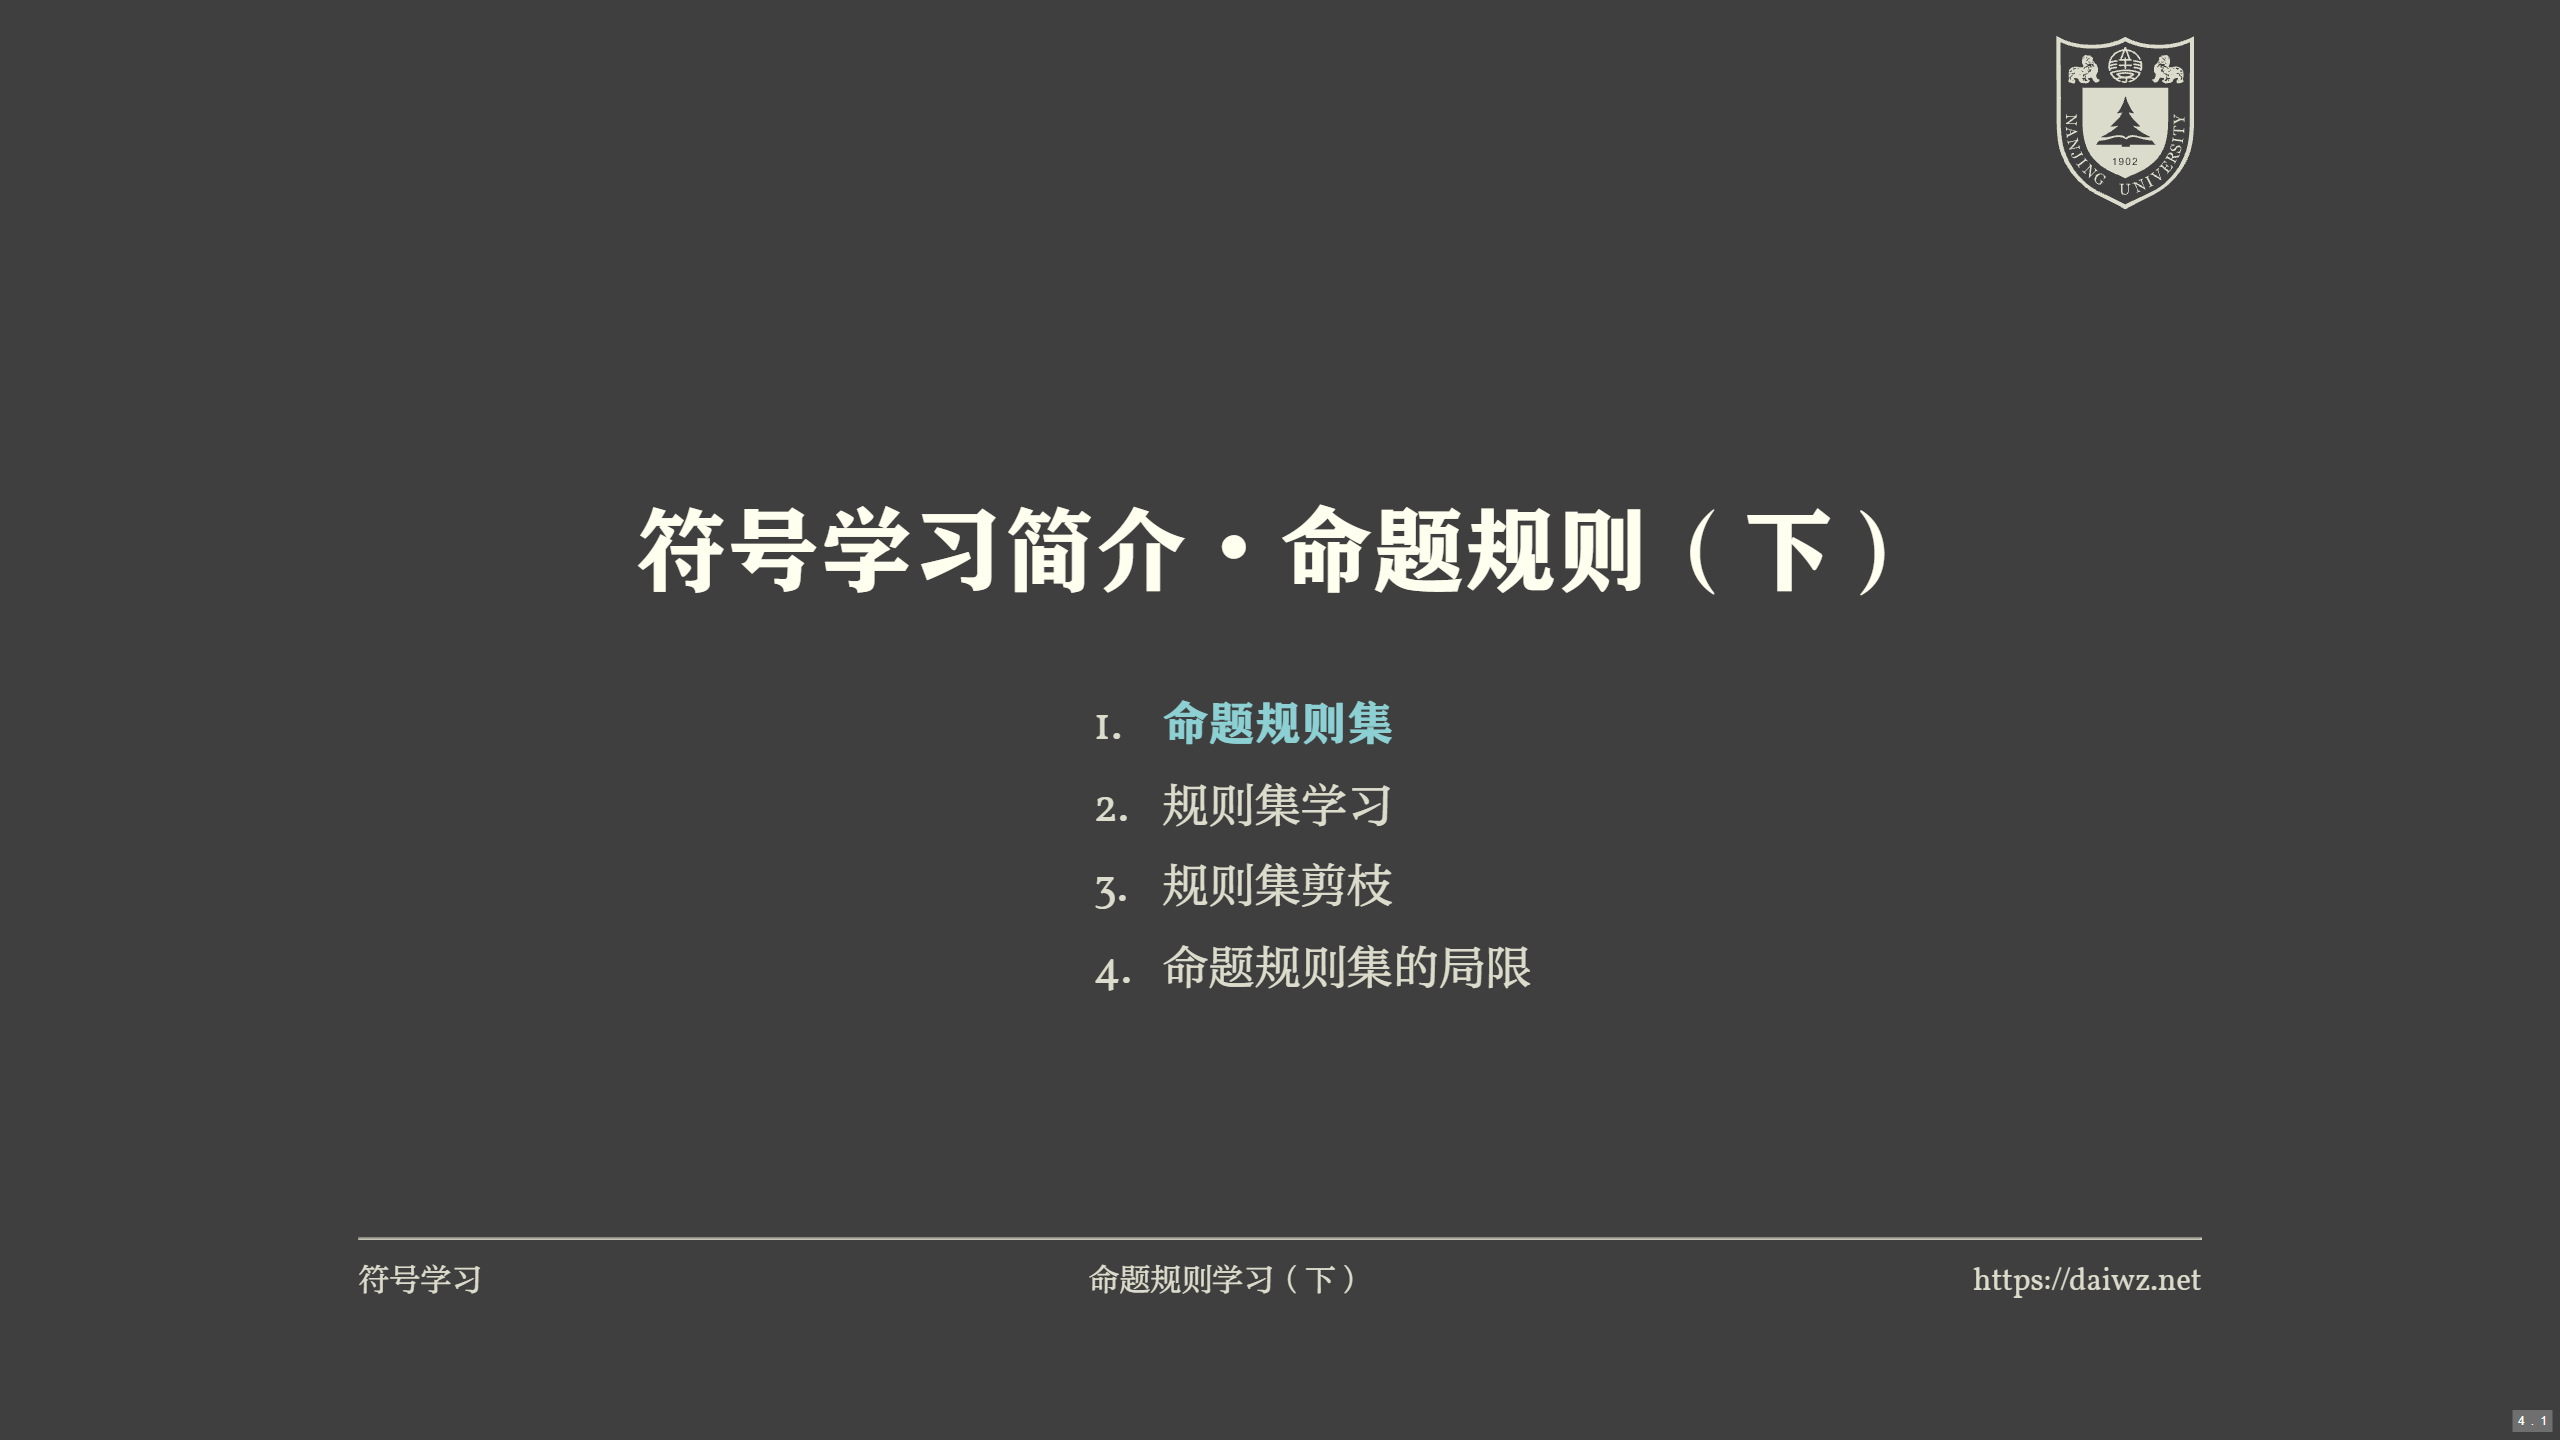 NANJING UNIVERSITY
1902
符号学习简介·命题规则（下）
1. 命题规则集
2. 规则集学习
3. 规则集剪枝
4. 命题规则集的局限
符号学习
命题规则学习（下）
https://daiwz.net
4 . 1